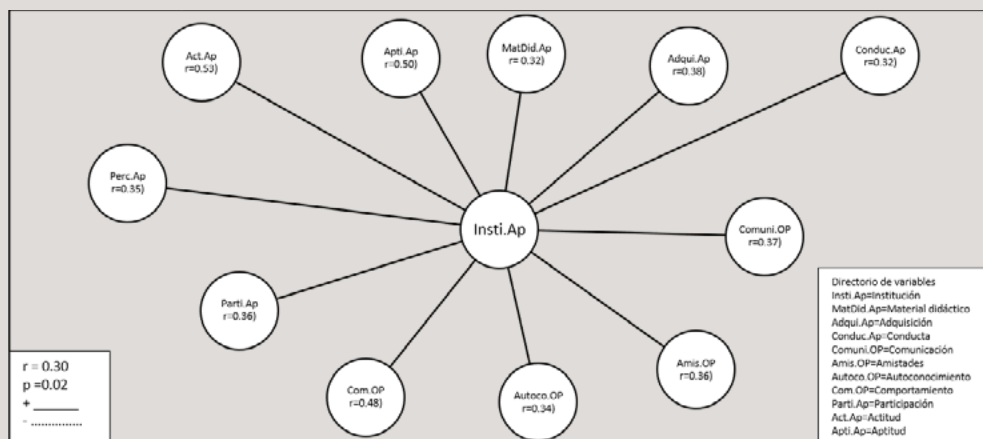 Act.Ap
r=0.53)
Apti.Ap
r=0.50)
MatDid.Ap
r= 0.32)
Adqui.Ap
r=0.38)
Conduc.Ap
r=0.32)
Perc.Ap
r=0.35)
Insti.Ap
Comuni.OP
r=0.37)
Parti.Ap
r=0.36)
Com.OP
r=0.48)
Autoco.OP
r=0.34)
Amis.OP
r=0.36)
r = 0.30
p =0.02
+ ______
- ...............
Directorio de variables
Insti.Ap=Institución
MatDid.Ap=Material didáctico
Adqui.Ap=Adquisición
Conduc.Ap=Conducta
Comuni.OP=Comunicación
Amis.OP=Amistades
Autoco.OP=Autoconocimiento
Com.OP=Comportamiento
Parti.Ap=Participación
Act.Ap=Actitud
Apti.Ap=Aptitud